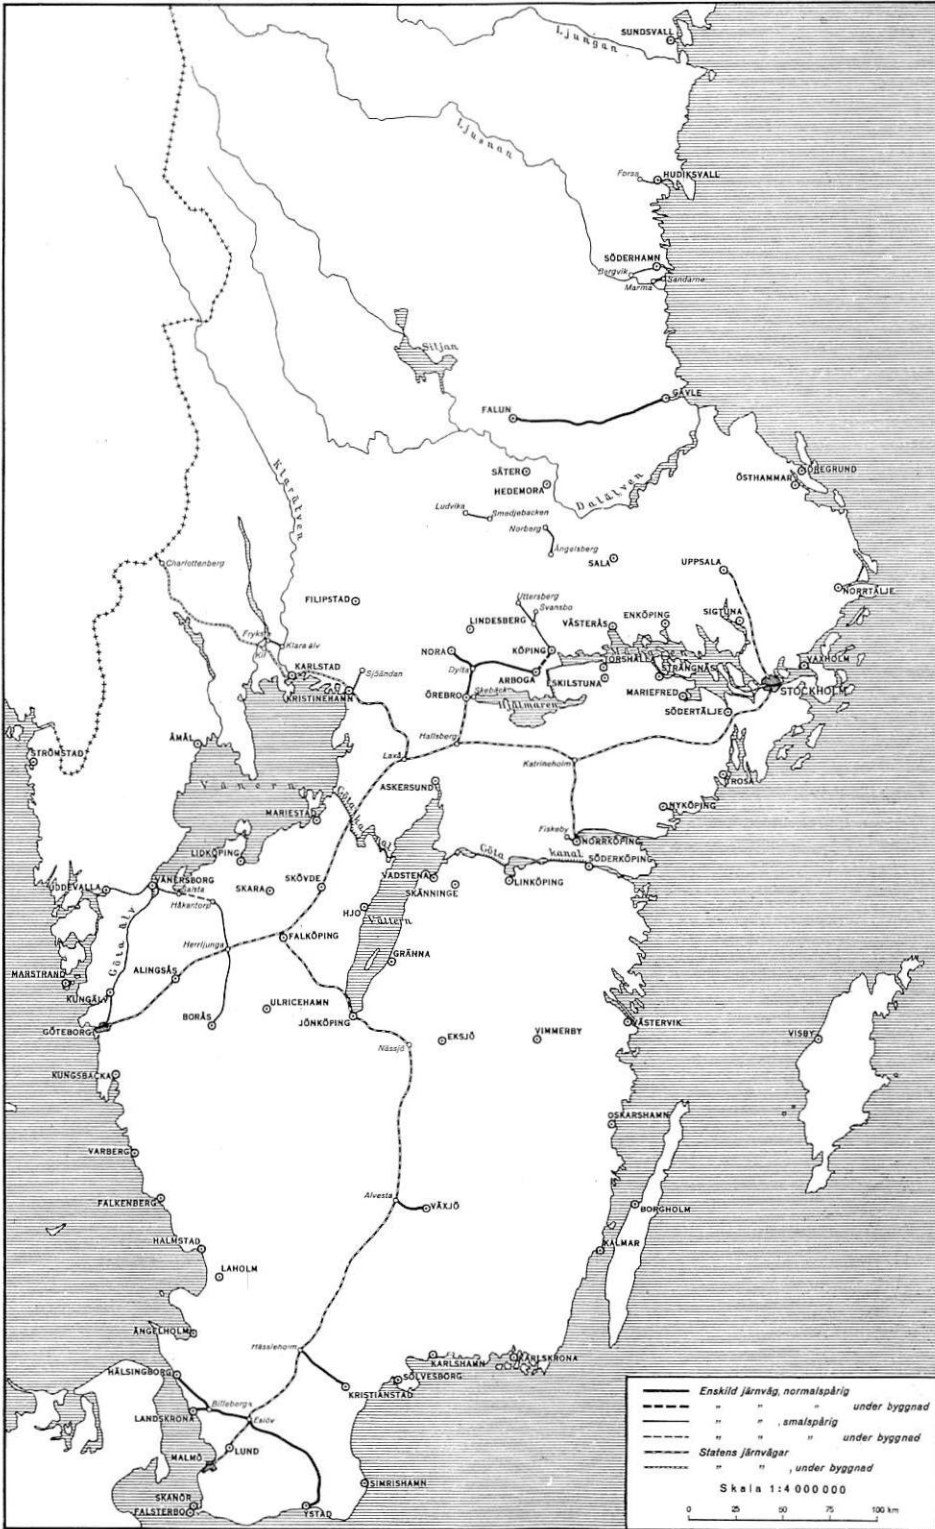 SUNDSVALL
Ljungan
Ljusnan
Forsa
HUDIKSVALL
SÖDERHAMN
Bergvik
Sandarne
Marma
Siljan
GÄVLE
FALUN
Klarälven
SÄTER
HEDEMORA
Dalälven
ÖREGRUND
ÖSTHAMMAR
Ludvika
Smedjebacken
Norberg
Ängelsberg
Charlottenberg
SALA
UPPSALA
NORRTÄLJE
FILIPSTAD
Uttersberg
Svansbo
LINDESBERG
VÄSTERÅS
ENKÖPING
SIGTUNA
Fryksta
Klara älv
Kil
NORA
KÖPING
Mälaren
Dylta
TORSHÄLLA
STRÄNGNÄS
VAXHOLM
KARLSTAD
Sjöändan
ARBOGA
ESKILSTUNA
STOCKHOLM
KRISTINEHAMN
ÖREBRO
Skebäck
Hjälmaren
MARIEFRED
SÖDERTÄLJE
STRÖMSTAD
ÅMÅL
Hallsberg
Laxå
Katrineholm
TROSA
Vänern
ASKERSUND
Göta kanal
NYKÖPING
MARIESTAD
Fiskeby
NORRKÖPING
LIDKÖPING
Göta kanal
SÖDERKÖPING
VADSTENA
LINKÖPING
SKÄNNINGE
UDDEVALLA
VÄNERSBORG
SKARA
SKÖVDE
Håkantorp
HJO
Vättern
Göta älv
Herrljunga
FALKÖPING
GRÄNNA
MARSTRAND
ALINGSÅS
KUNGÄLV
ULRICEHAMN
GÖTEBORG
BORÅS
JÖNKÖPING
VÄSTERVIK
VISBY
Nässjö
EKSJÖ
VIMMERBY
KUNGSBACKA
OSKARSHAMN
VARBERG
FALKENBERG
Alvesta
VÄXJÖ
BORGHOLM
HALMSTAD
KALMAR
LAHOLM
ÄNGELHOLM
Hässleholm
KARLSHAMN
KARLSKRONA
HÄLSINGBORG
SÖLVESBORG
KRISTIANSTAD
Billeberga
LANDSKRONA
Eslöv
LUND
MALMÖ
SIMRISHAMN
SKANÖR
FALSTERBO
YSTAD
Enskild järnväg, normalspårig
" " " under byggnad
" " , smalspårig
" " " under byggnad
Statens järnvägar
" " , under byggnad
Skala 1:4 000 000
0 25 50 75 100 km